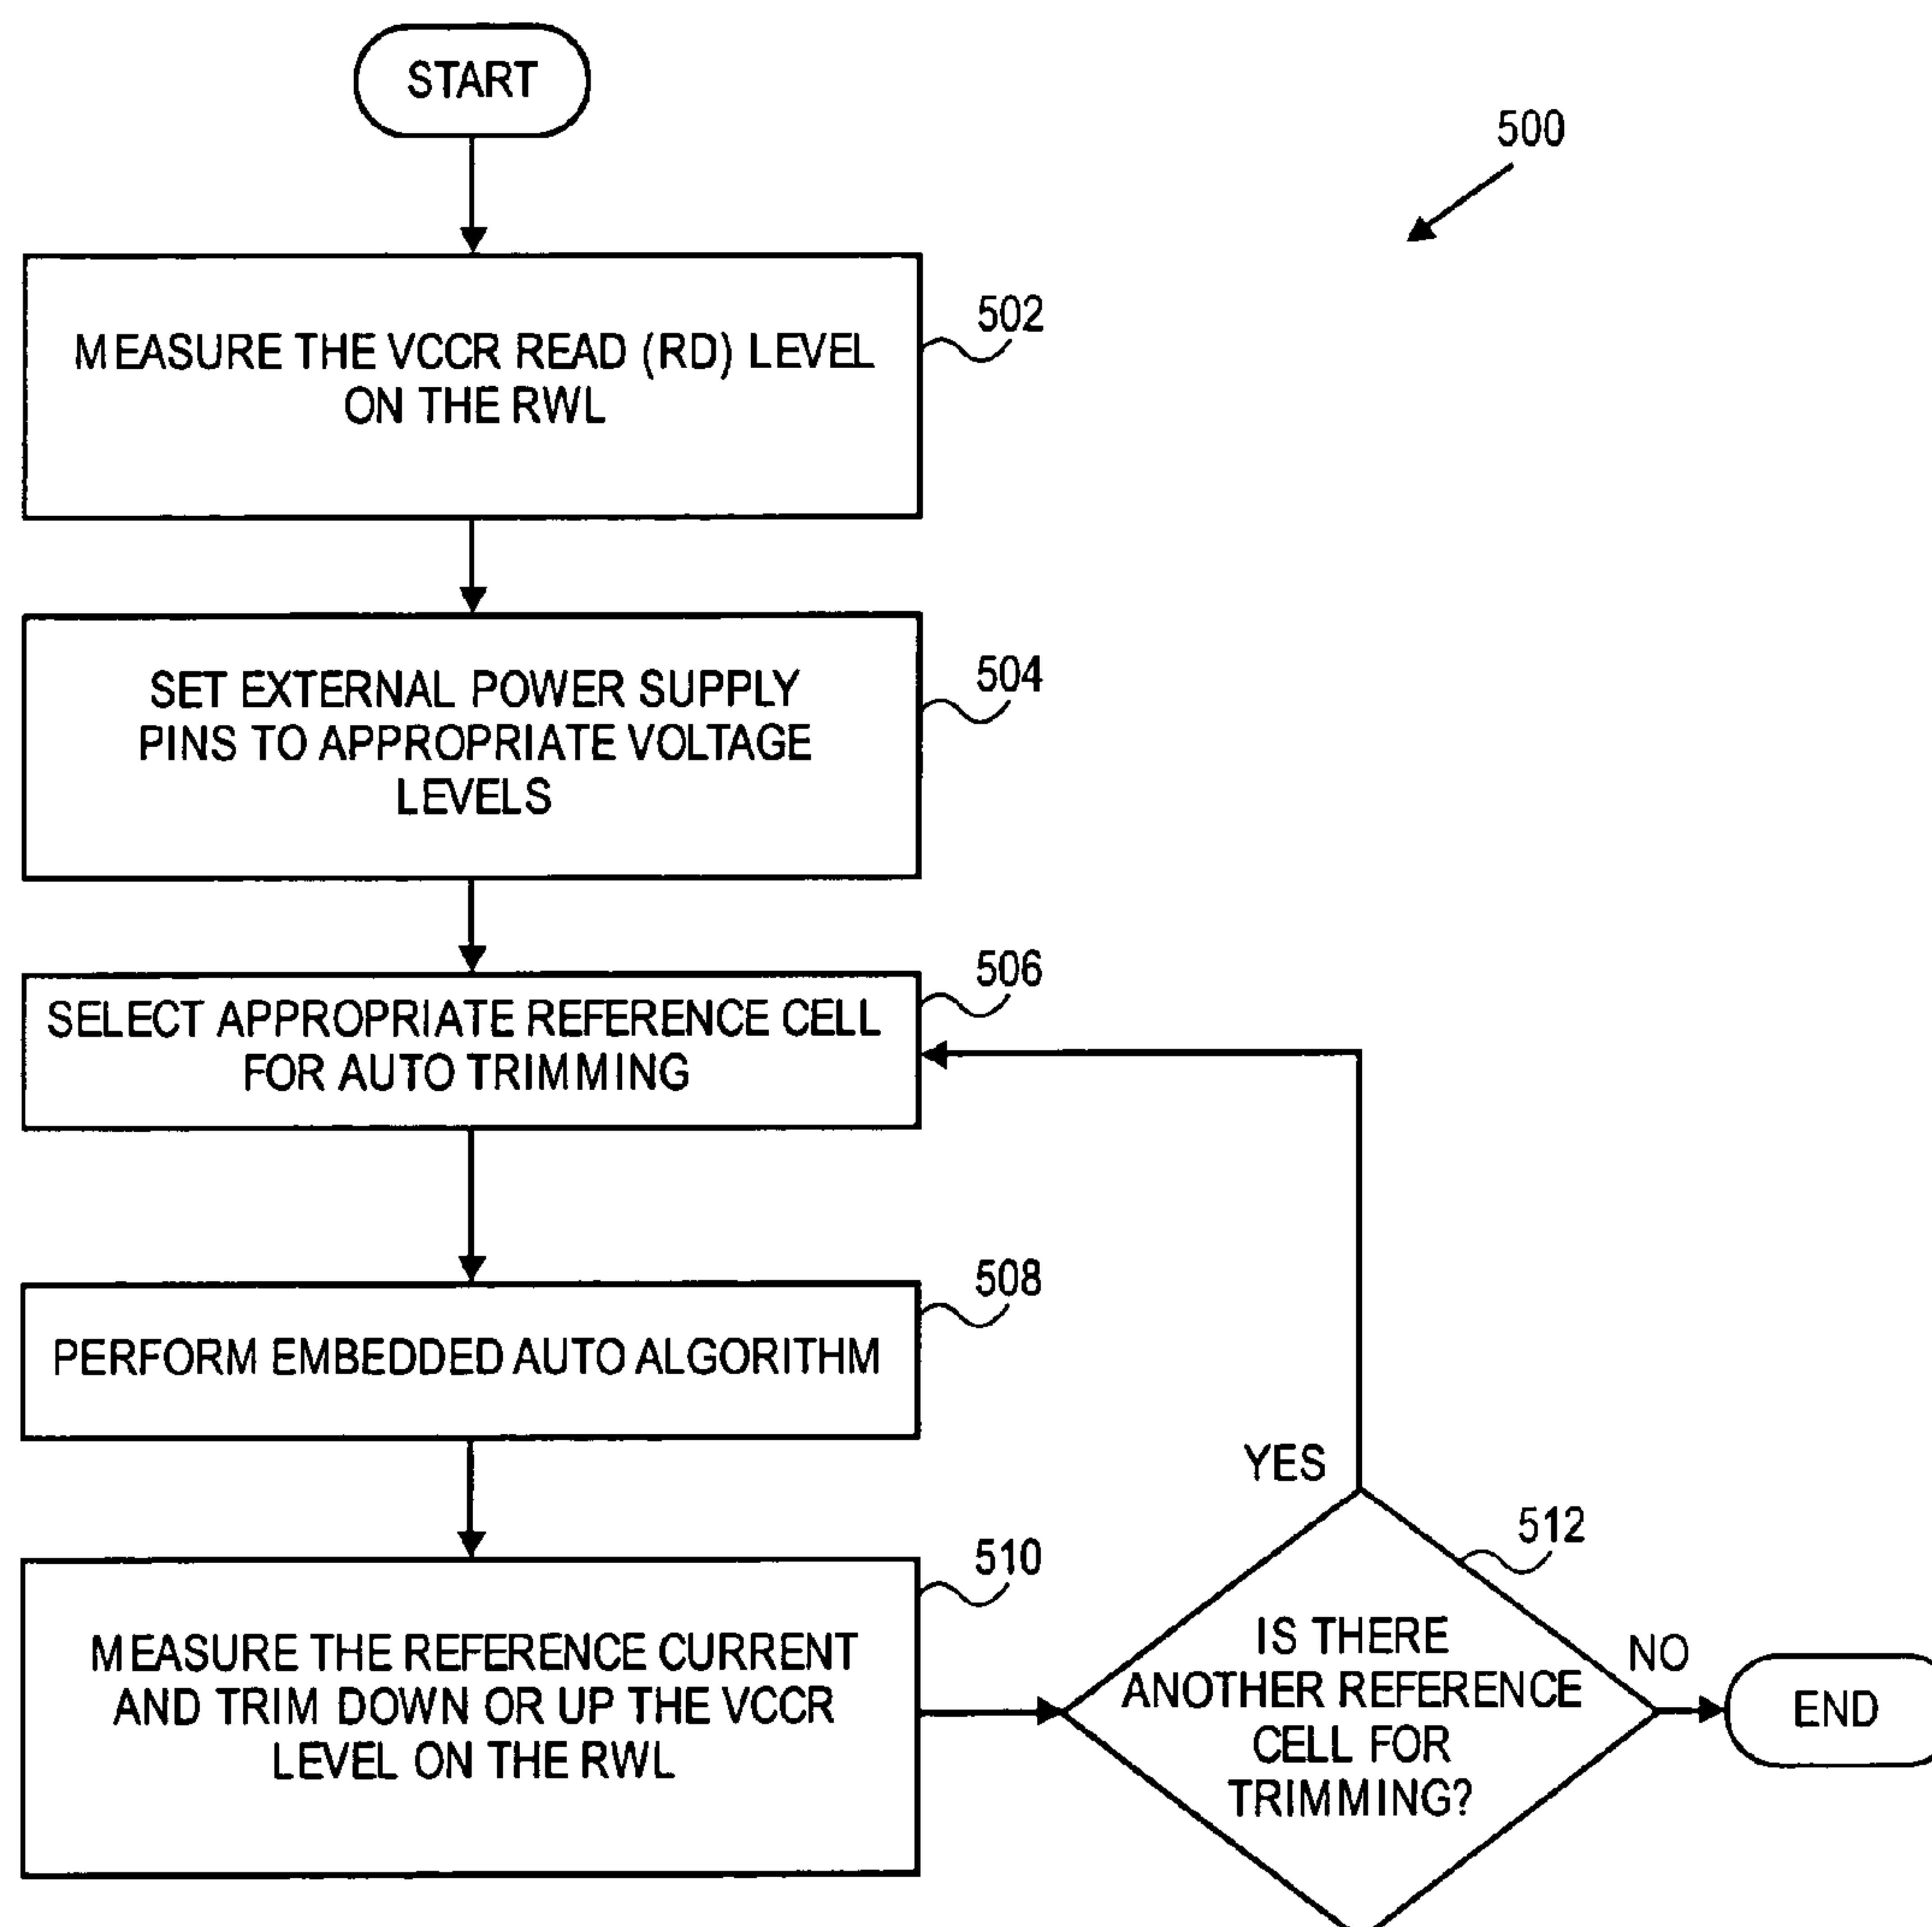 START
500
502
MEASURE THE VCCR READ (RD) LEVEL
ON THE RWL
504
SET EXTERNAL POWER SUPPLY
PINS TO APPROPRIATE VOLTAGE
LEVELS
506
SELECT APPROPRIATE REFERENCE CELL
FOR AUTO TRIMMING
508
PERFORM EMBEDDED AUTO ALGORITHM
510
MEASURE THE REFERENCE CURRENT
AND TRIM DOWN OR UP THE VCCR
LEVEL ON THE RWL
YES
512
IS THERE
ANOTHER REFERENCE
CELL FOR
TRIMMING?
NO
END